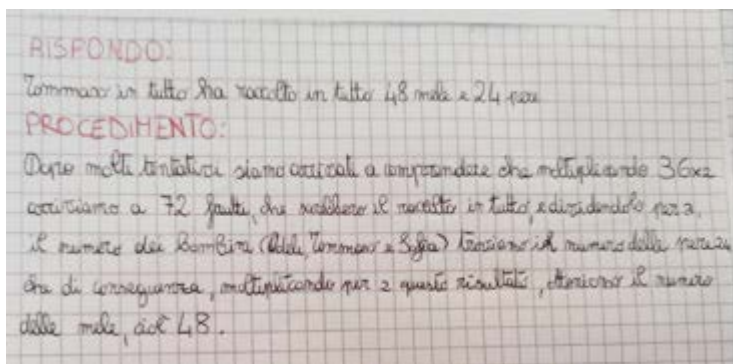 RISPONDO:
Tommaso in tutto ha raccolto in tutto 48 mele e 24 pere
PROCEDIMENTO:
Dopo molti tentativi siamo arrivati a comprendere che moltiplicando 36x2
arriviamo a 72 frutti, che sarebbero il raccolto in tutto, e dividendolo per 3,
il numero dei bambini (Adele, Tommaso e Sofia) troviamo il numero delle pere 24
che di conseguenza, moltiplicando per 2 questo risultato, otteniamo il numero
delle mele, cioè 48.